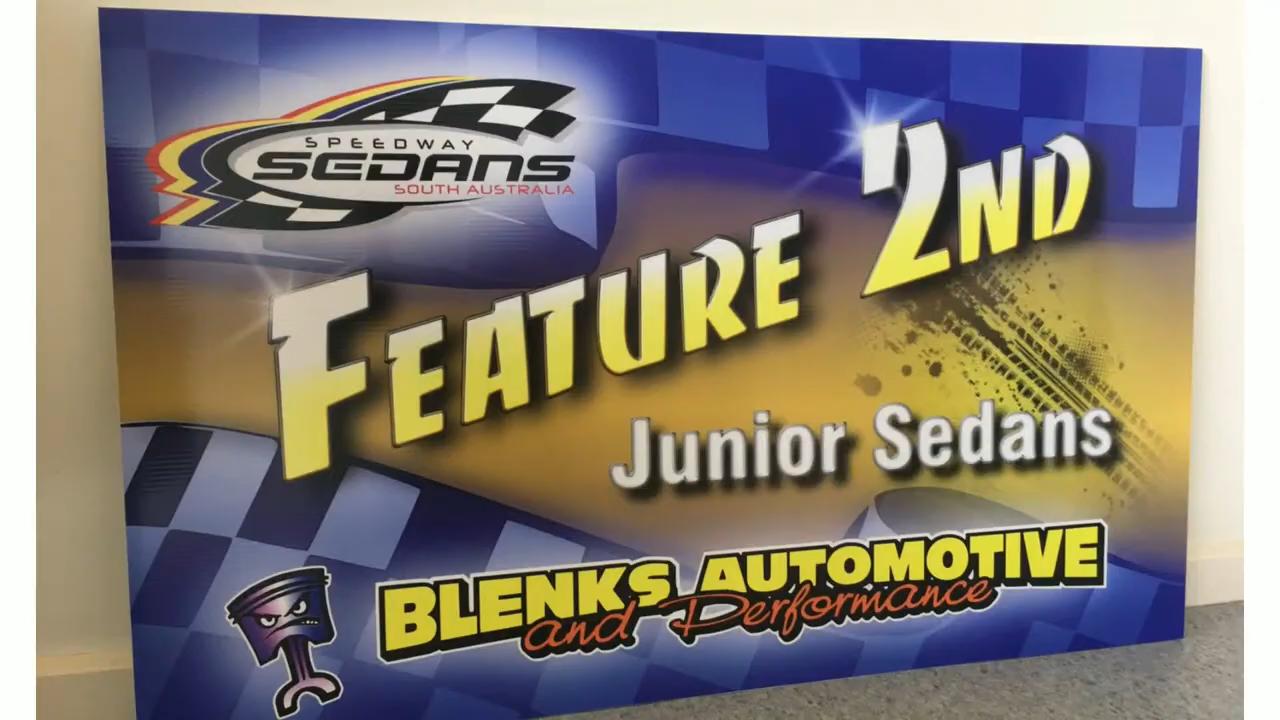 SPEEDWAY
SEDANS
SOUTH AUSTRALIA
FEATURE 2ND
Junior Sedans
BLENKS AUTOMOTIVE
and Performance